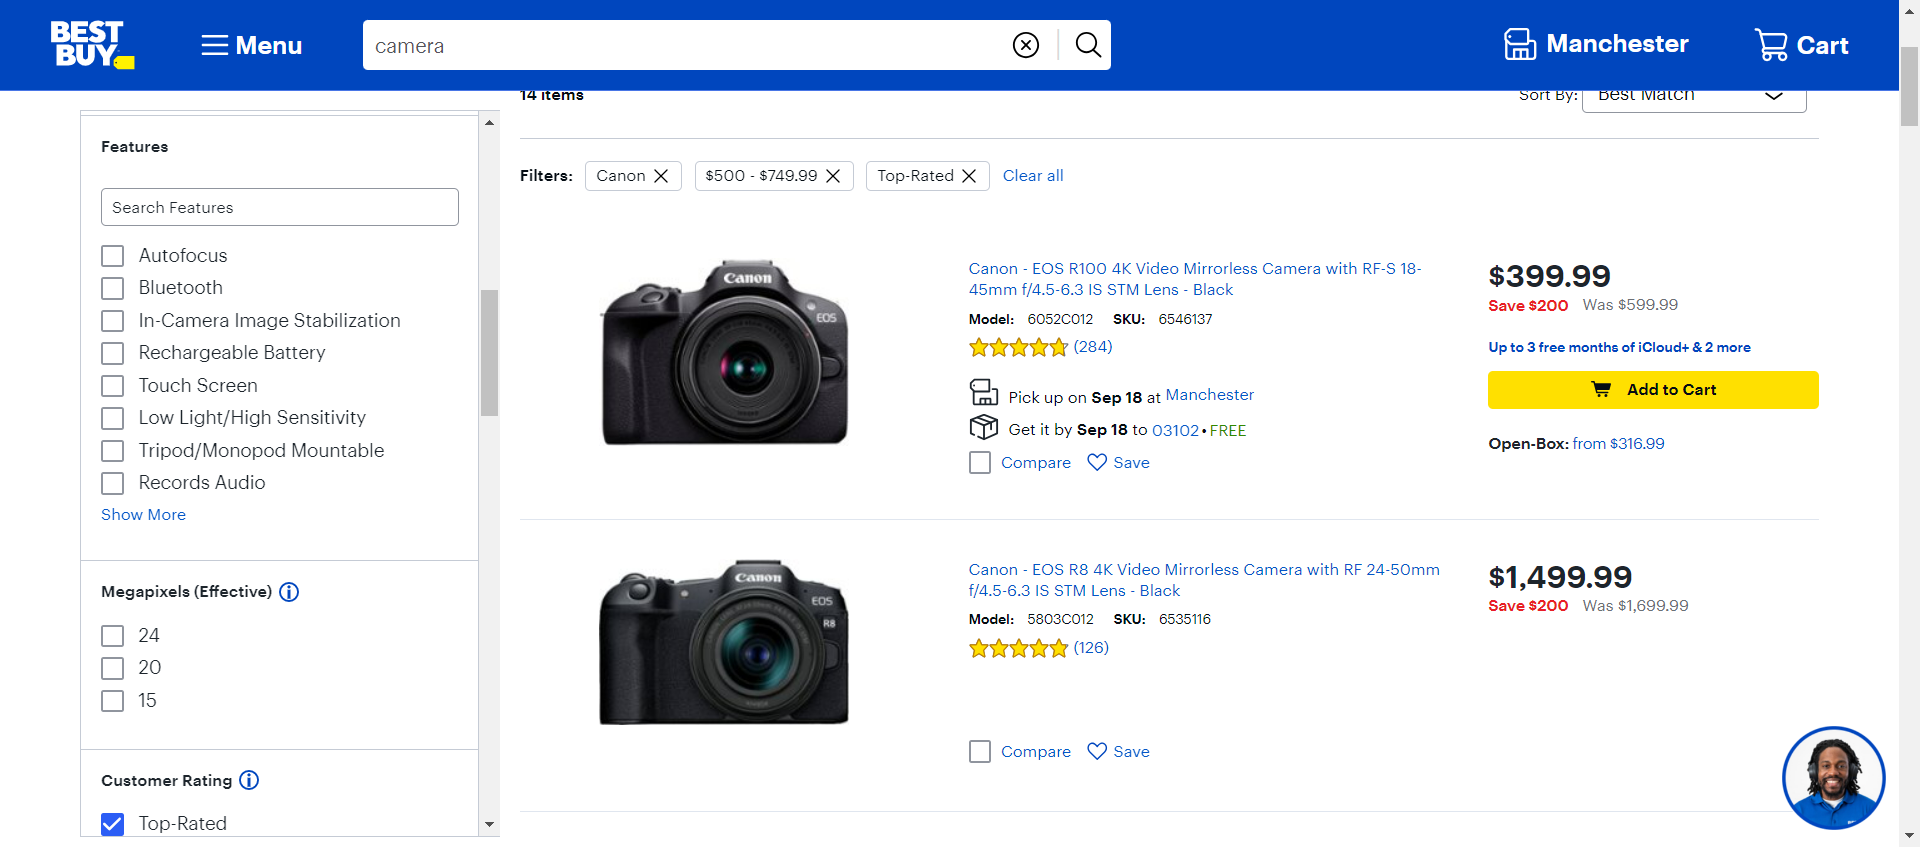 BEST
BUY
Menu
camera
Manchester
Cart
14 items
Sort By:
Best Match
Features
Search Features
Autofocus
Bluetooth
In-Camera Image Stabilization
Rechargeable Battery
Touch Screen
Low Light/High Sensitivity
Tripod/Monopod Mountable
Records Audio
Show More
Megapixels (Effective)
24
20
15
Customer Rating
Top-Rated
Filters: Canon $500 - $749.99 Top-Rated Clear all
Canon
EOS
Canon - EOS R100 4K Video Mirrorless Camera with RF-S 18-
45mm f/4.5-6.3 IS STM Lens - Black
Model: 6052C012 SKU: 6546137
(284)
Pick up on Sep 18 at Manchester
Get it by Sep 18 to 03102 • FREE
Compare Save
$399.99
Save $200 Was $599.99
Up to 3 free months of iCloud+ & 2 more
Add to Cart
Open-Box: from $316.99
Canon
EOS
R8
Canon - EOS R8 4K Video Mirrorless Camera with RF 24-50mm
f/4.5-6.3 IS STM Lens - Black
Model: 5803C012 SKU: 6535116
(126)
Compare Save
$1,499.99
Save $200 Was $1,699.99